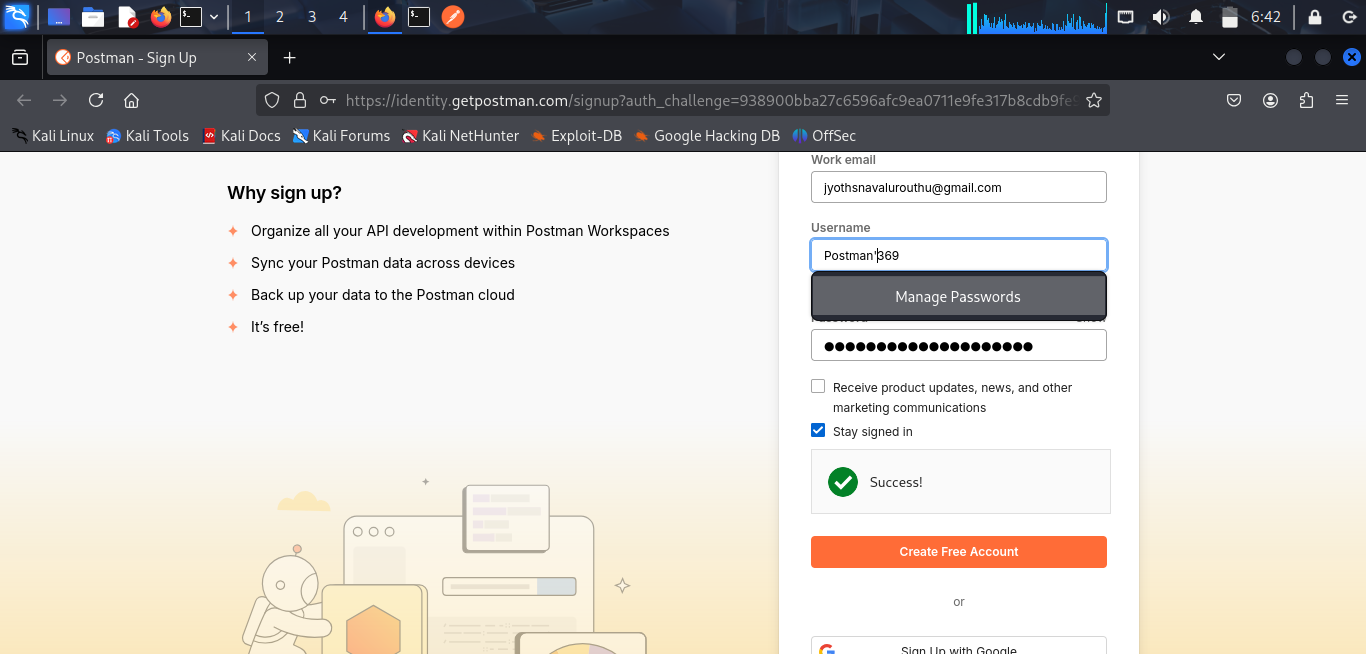 1 2 3 4
6:42
Postman - Sign Up
https://identity.getpostman.com/signup?auth_challenge=938900bba27c6596afc9ea0711e9fe317b8cdb9fe9
Kali Linux Kali Tools Kali Docs Kali Forums Kali NetHunter Exploit-DB Google Hacking DB OffSec
Why sign up?
Organize all your API development within Postman Workspaces
Sync your Postman data across devices
Back up your data to the Postman cloud
It's free!
Work email
jyothsnavalurouthu@gmail.com
Username
Postman'369
Manage Passwords
Receive product updates, news, and other
marketing communications
Stay signed in
Success!
Create Free Account
or
Sign Up with Google